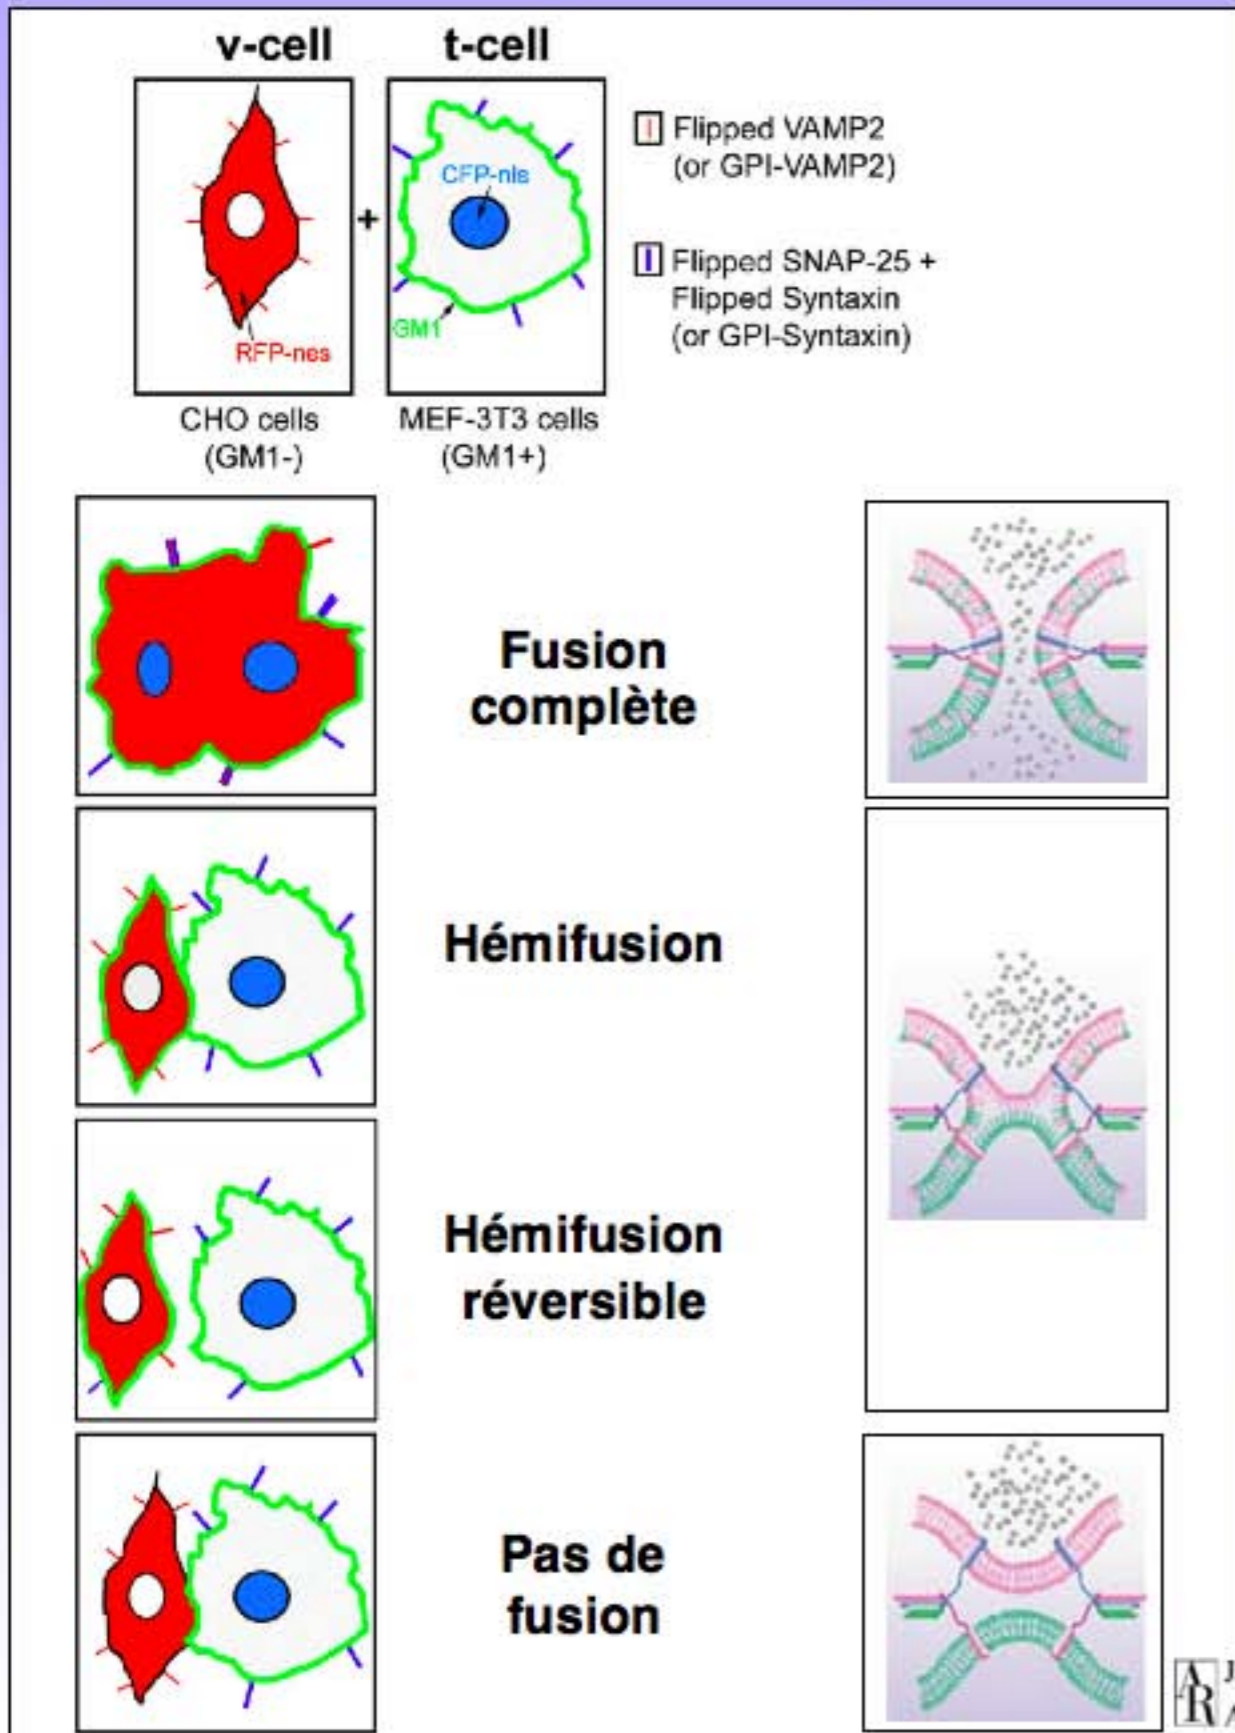 v-cell
t-cell
Flipped VAMP2
(or GPI-VAMP2)
CFP-nls
+
Flipped SNAP-25 +
Flipped Syntaxin
(or GPI-Syntaxin)
GM1
RFP-nes
CHO cells
(GM1-)
MEF-3T3 cells
(GM1+)
Fusion
complète
Hémifusion
Hémifusion
réversible
Pas de
fusion
AR
J
A